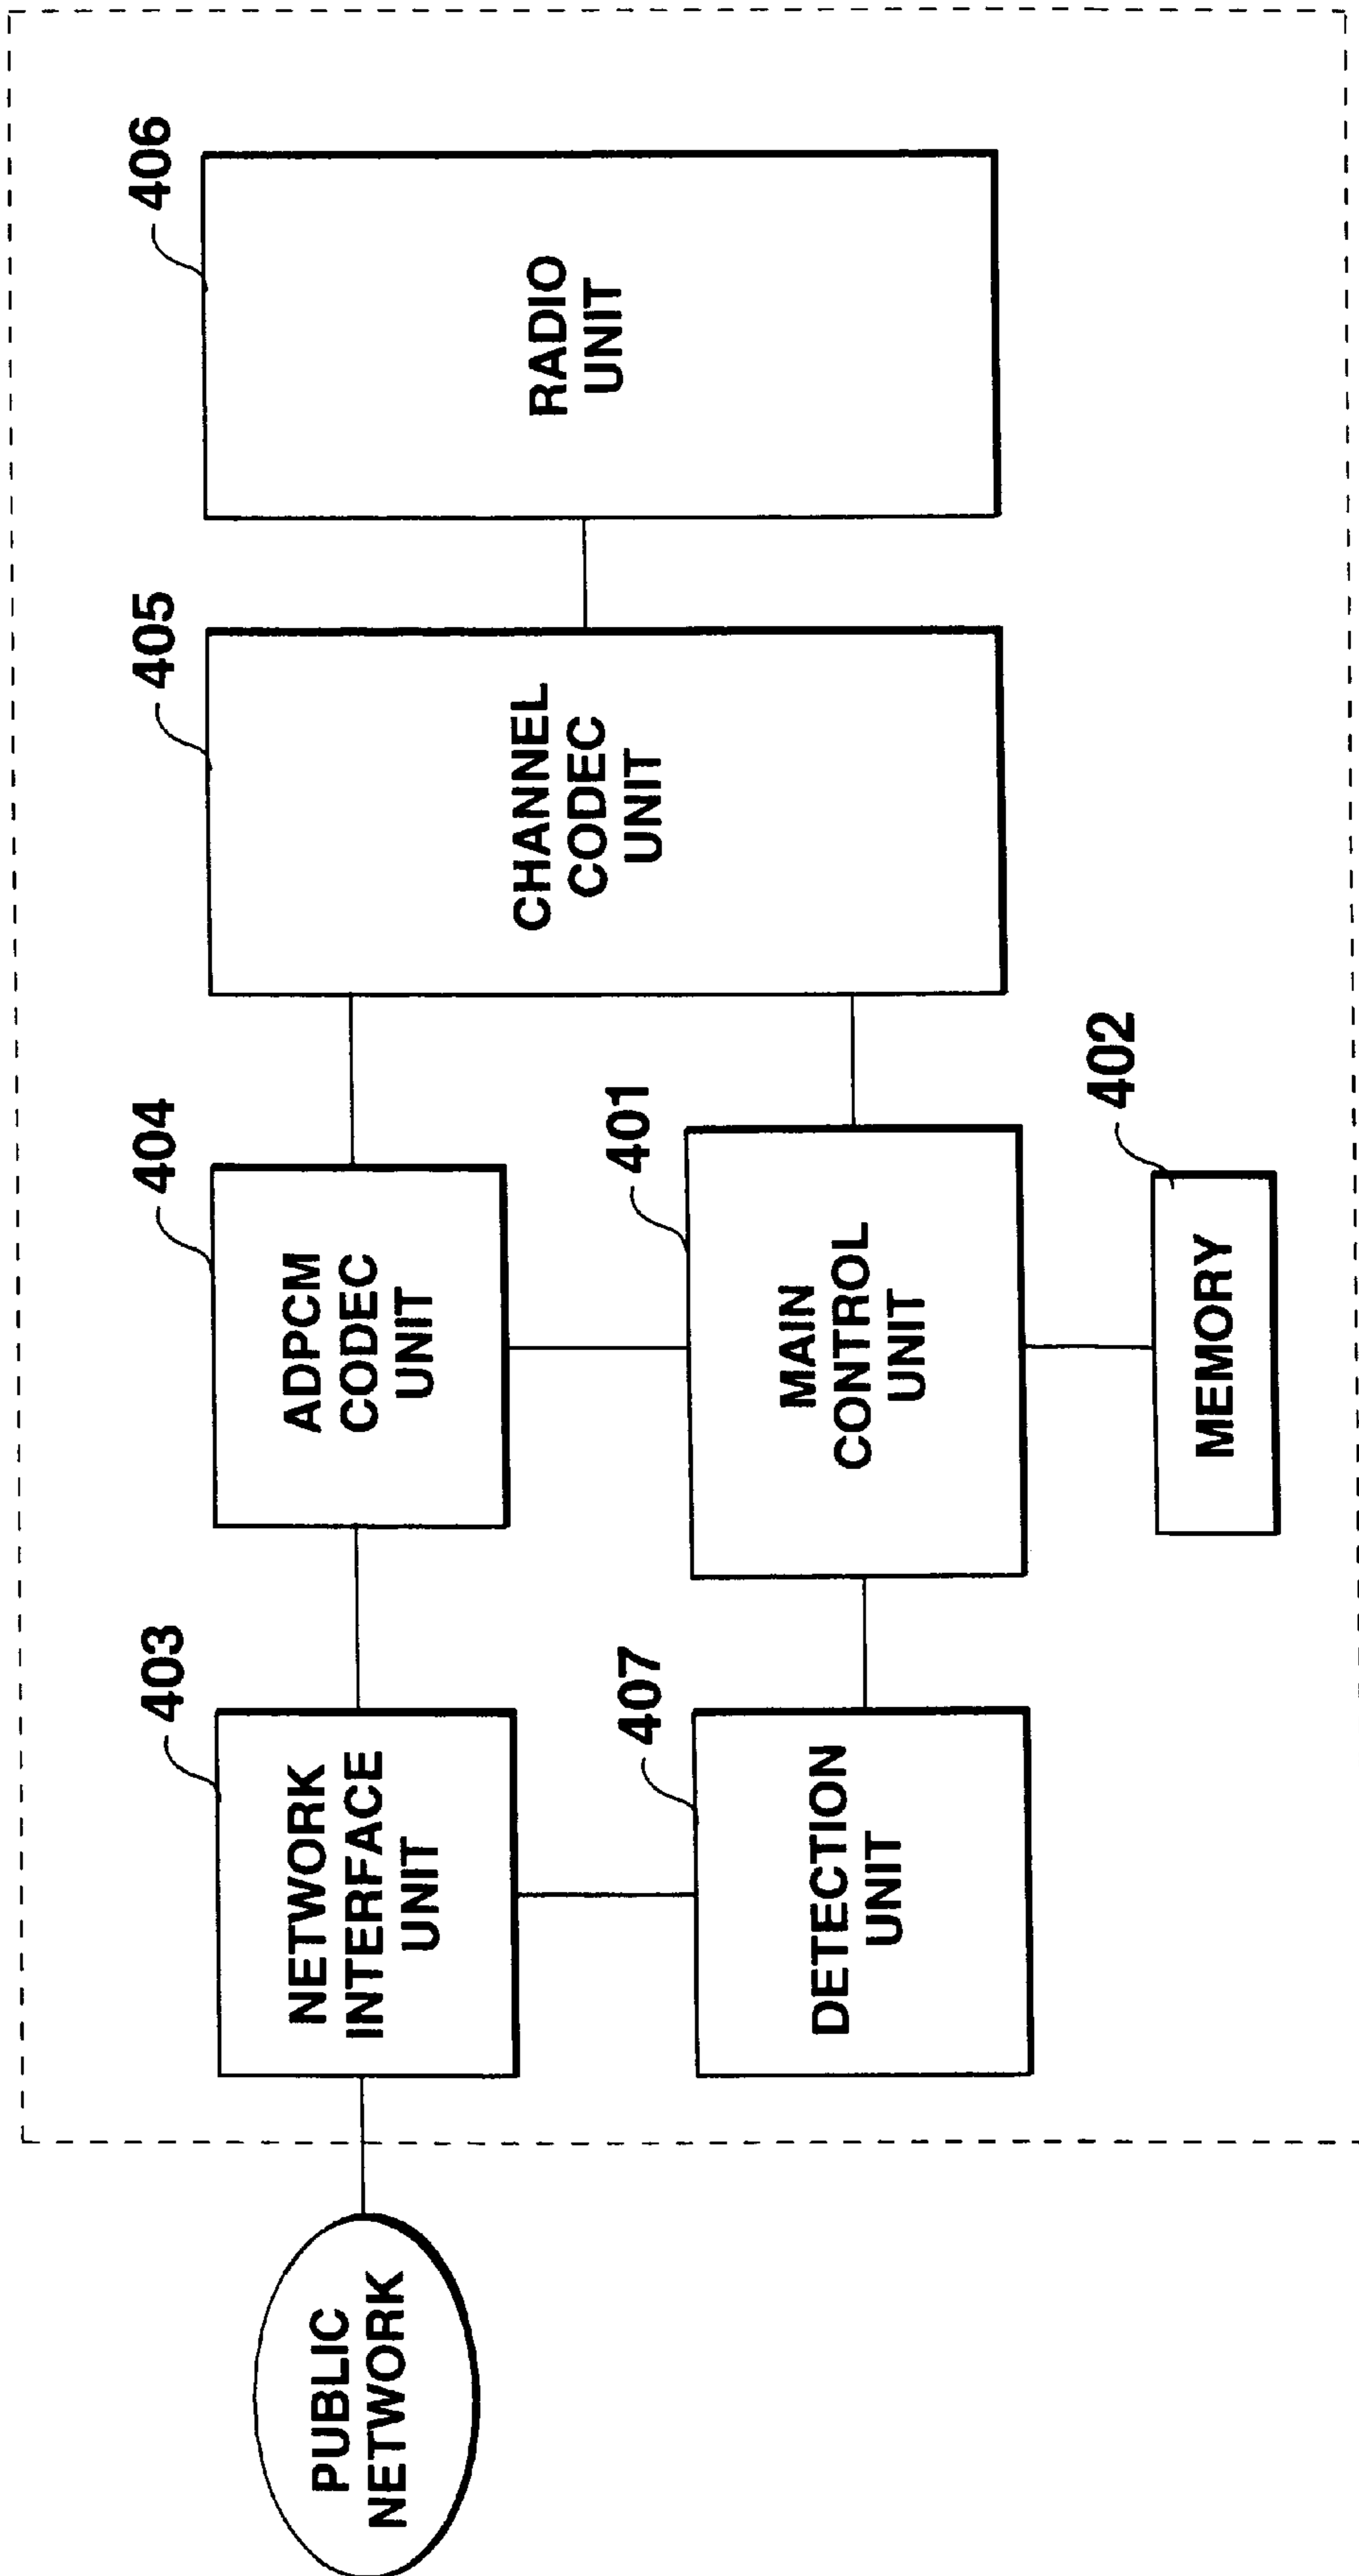 PUBLIC
NETWORK
403
NETWORK
INTERFACE
UNIT
404
ADPCM
CODEC
UNIT
405
CHANNEL
CODEC
UNIT
406
RADIO
UNIT
407
DETECTION
UNIT
401
MAIN
CONTROL
UNIT
402
MEMORY